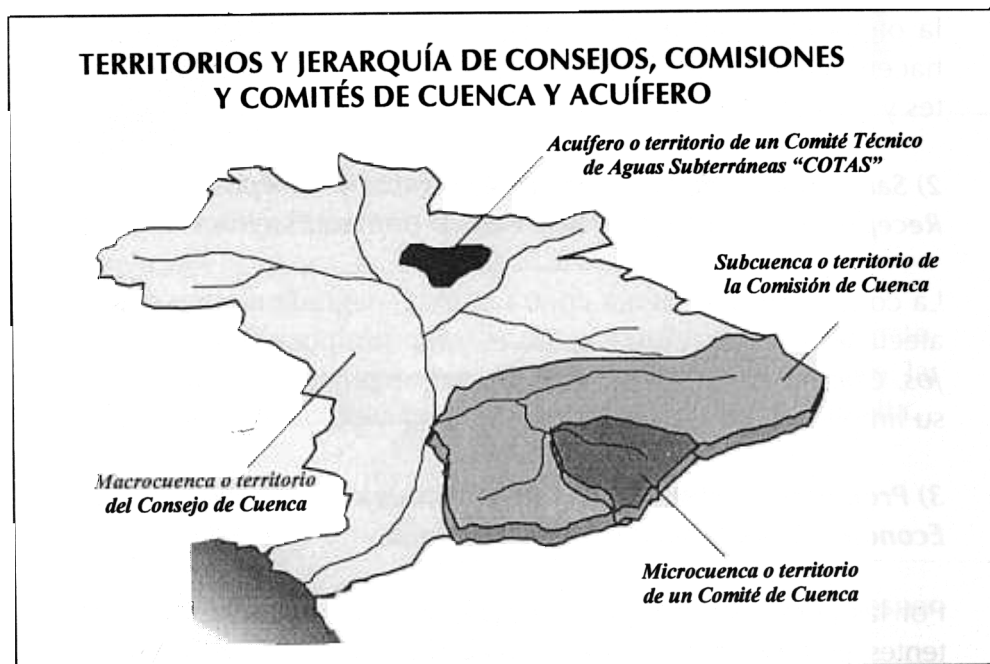 TERRITORIOS Y JERARQUÍA DE CONSEJOS, COMISIONES
Y COMITÉS DE CUENCA Y ACUÍFERO
Acuífero o territorio de un Comité Técnico
de Aguas Subterráneas “COTAS”
Subcuenca o territorio de
la Comisión de Cuenca
Macrocuenca o territorio
del Consejo de Cuenca
Microcuenca o territorio
de un Comité de Cuenca